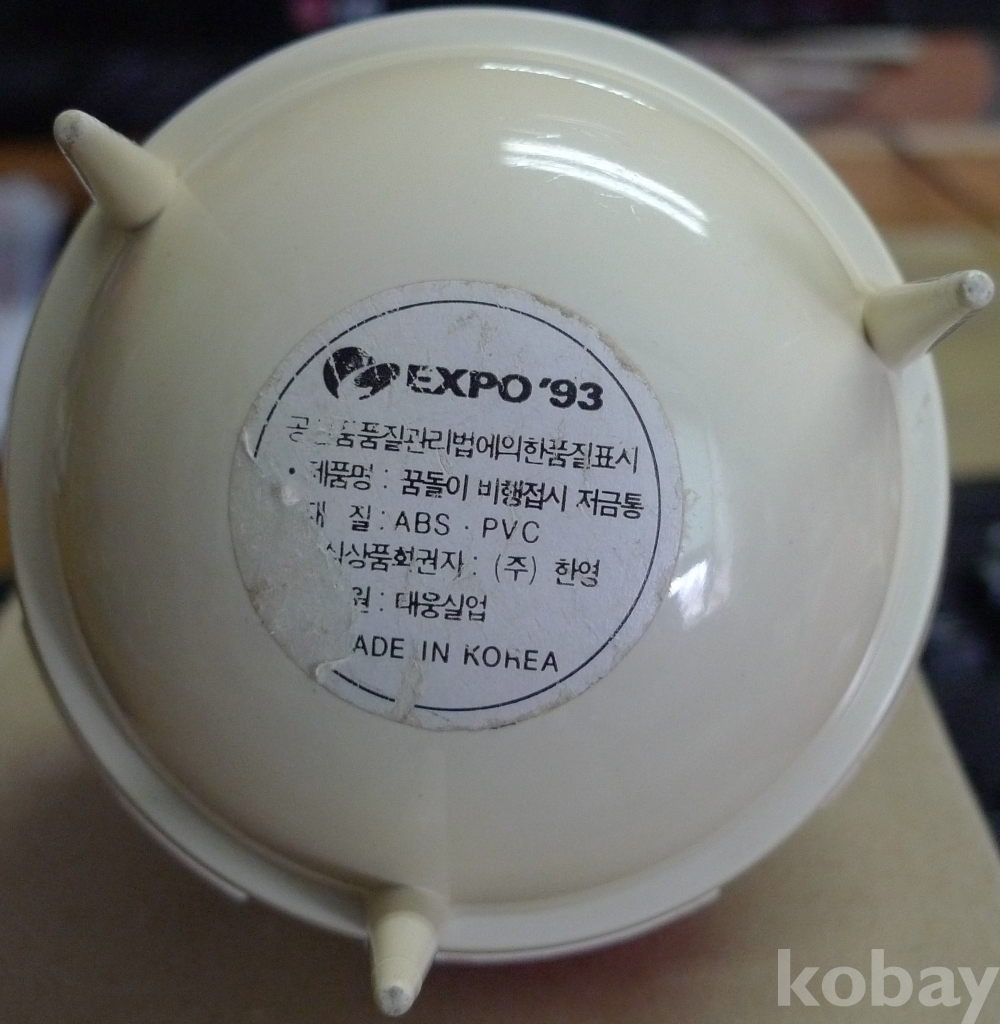 EXPO '93
품질관리법에의한품질표시
• 제품명 : 꿈돌이 비행접시 저금통
질 : ABS · PVC
식상품화권자 : (주) 한영
원 : 태웅실업
ADE IN KOREA
kobay